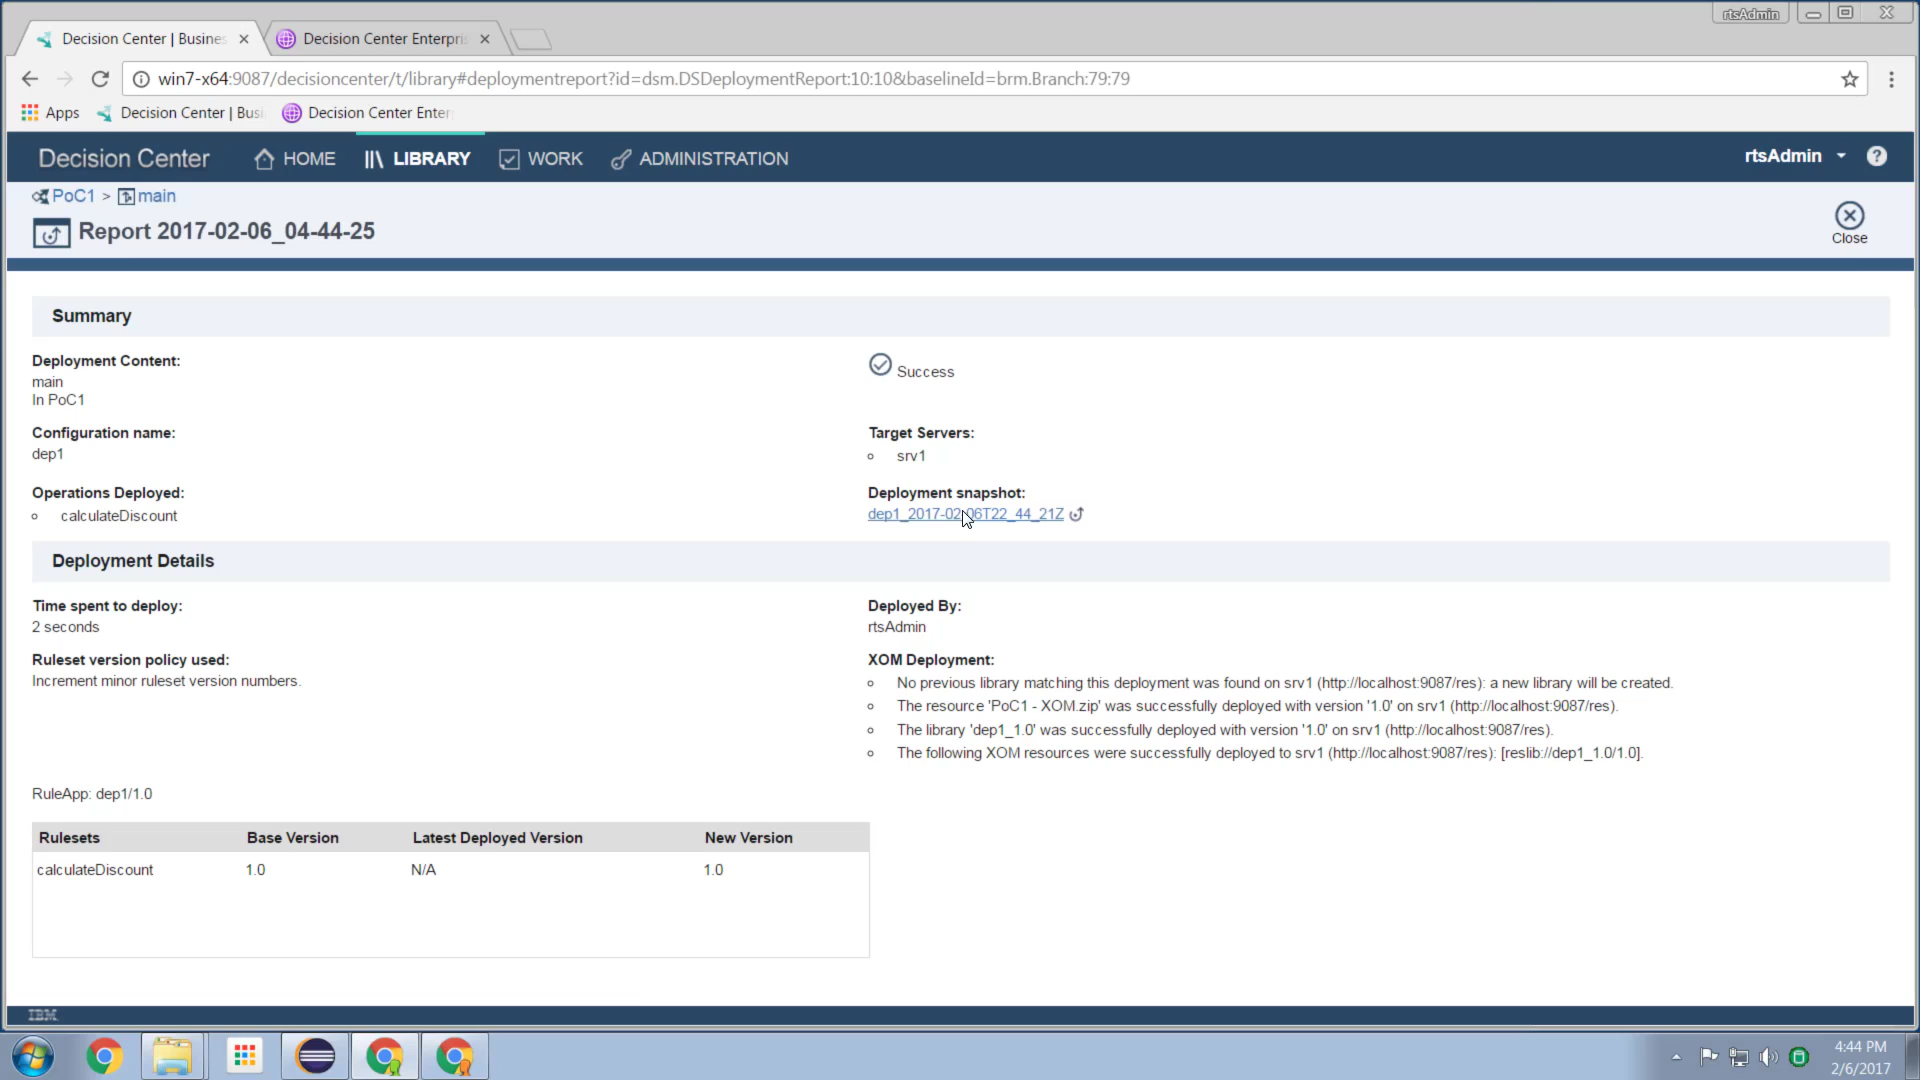 rtsAdmin
Decision Center | Busines
Decision Center Enterpris
win7-x64:9087/decisioncenter/t/library#deploymentreport?id=dsm.DSDeploymentReport:10:10&baselineId=brm.Branch:79:79
Apps Decision Center | Busi Decision Center Enter
Decision Center HOME LIBRARY WORK ADMINISTRATION rtsAdmin ?
PoC1 > main
Report 2017-02-06_04-44-25
Close
Summary
Deployment Content:
main
In PoC1
Success
Configuration name:
dep1
Target Servers:
srv1
Operations Deployed:
calculateDiscount
Deployment snapshot:
dep1_2017-02-06T22_44_21Z
Deployment Details
Time spent to deploy:
2 seconds
Deployed By:
rtsAdmin
Ruleset version policy used:
Increment minor ruleset version numbers.
XOM Deployment:
No previous library matching this deployment was found on srv1 (http://localhost:9087/res): a new library will be created.
The resource 'PoC1 - XOM.zip' was successfully deployed with version '1.0' on srv1 (http://localhost:9087/res).
The library 'dep1_1.0' was successfully deployed with version '1.0' on srv1 (http://localhost:9087/res).
The following XOM resources were successfully deployed to srv1 (http://localhost:9087/res): [reslib://dep1_1.0/1.0].
RuleApp: dep1/1.0
Rulesets Base Version Latest Deployed Version New Version
calculateDiscount 1.0 N/A 1.0
IBM
4:44 PM
2/6/2017